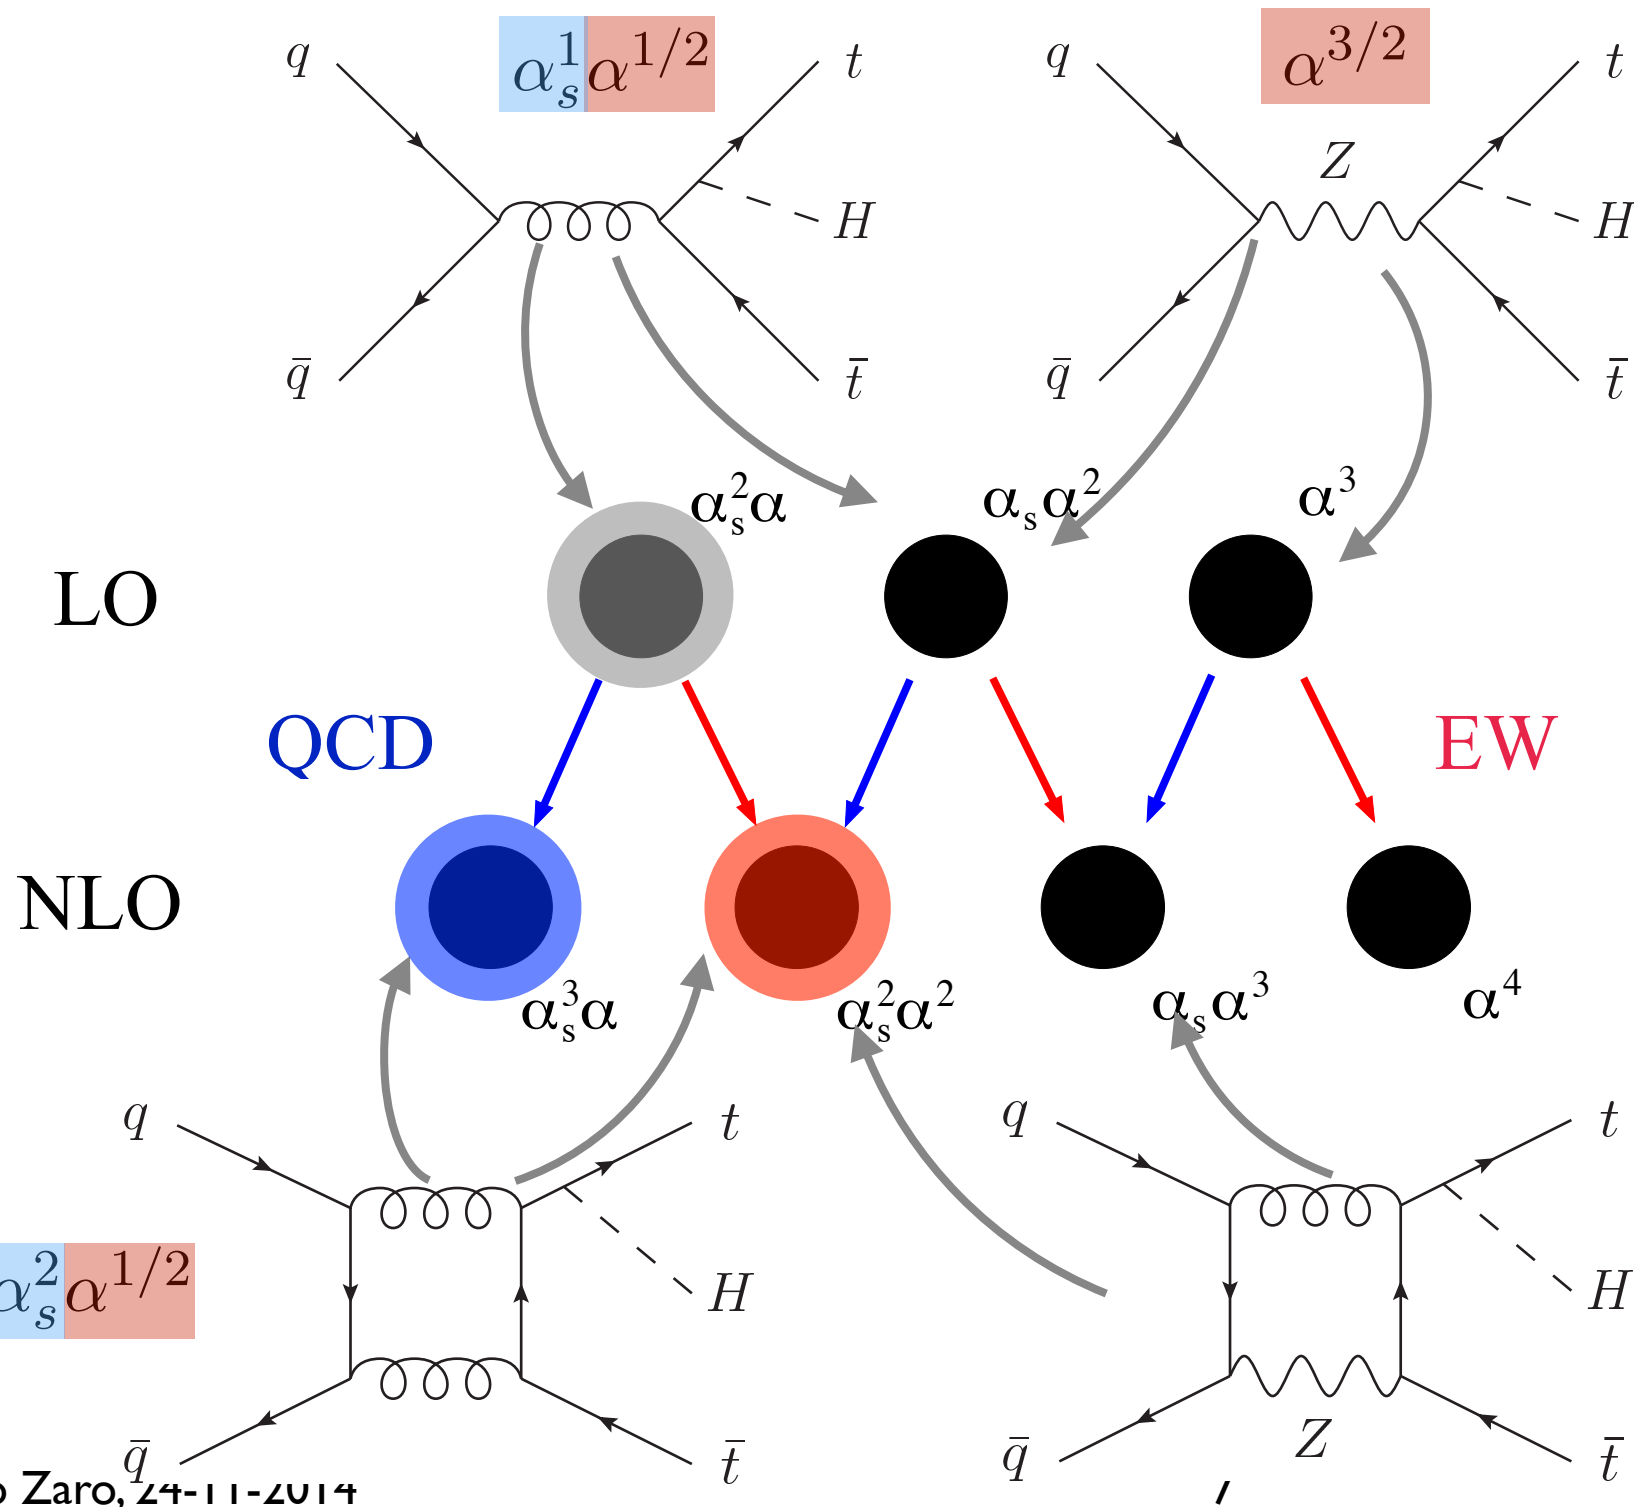 q α_s^1 α^{1/2} t
H
q̄ t̄
q α^{3/2} t
Z
H
q̄ t̄
α_s^2 α α_s α^2 α^3
LO
QCD EW
NLO
α_s^3 α α_s^2 α^2 α_s α^3 α^4
q t
α_s^2 α^{1/2} H
q̄ t̄
q t
H
Z
q̄ t̄
Zaro, 24-11-2014